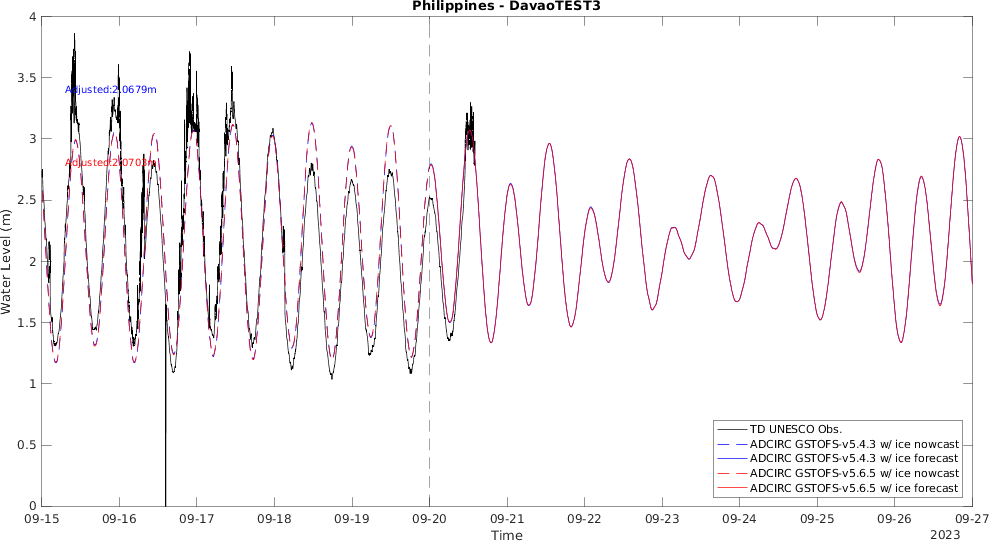 Philippines - DavaoTEST3
4
3.5
3
2.5
2
1.5
1
0.5
0
Water Level (m)
Adjusted:2.0679m
Adjusted:2.0703m
TD UNESCO Obs.
ADCIRC GSTOFS-v5.4.3 w/ ice nowcast
ADCIRC GSTOFS-v5.4.3 w/ ice forecast
ADCIRC GSTOFS-v5.6.5 w/ ice nowcast
ADCIRC GSTOFS-v5.6.5 w/ ice forecast
09-15 09-16 09-17 09-18 09-19 09-20 09-21 09-22 09-23 09-24 09-25 09-26 09-27
Time
2023